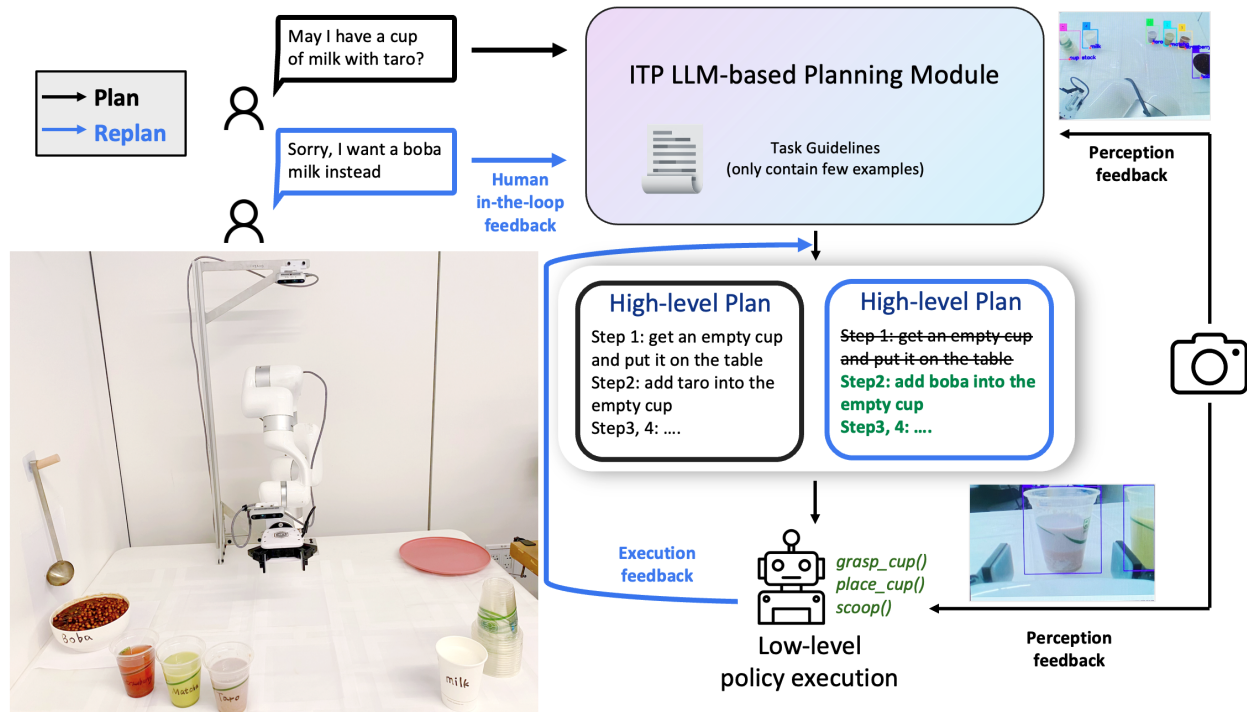 May I have a cup
of milk with taro?
Plan
Replan
Sorry, I want a boba
milk instead
Human
in-the-loop
feedback
ITP LLM-based Planning Module
Task Guidelines
(only contain few examples)
milk
cup stack
Perception
feedback
High-level Plan
Step 1: get an empty cup
and put it on the table
Step2: add taro into the
empty cup
Step3, 4: ....
High-level Plan
Step 1: get an empty cup
and put it on the table
Step2: add boba into the
empty cup
Step3, 4: ....
Execution
feedback
grasp_cup()
place_cup()
scoop()
Low-level
policy execution
Perception
feedback
Boba
Matcha
Taro
milk